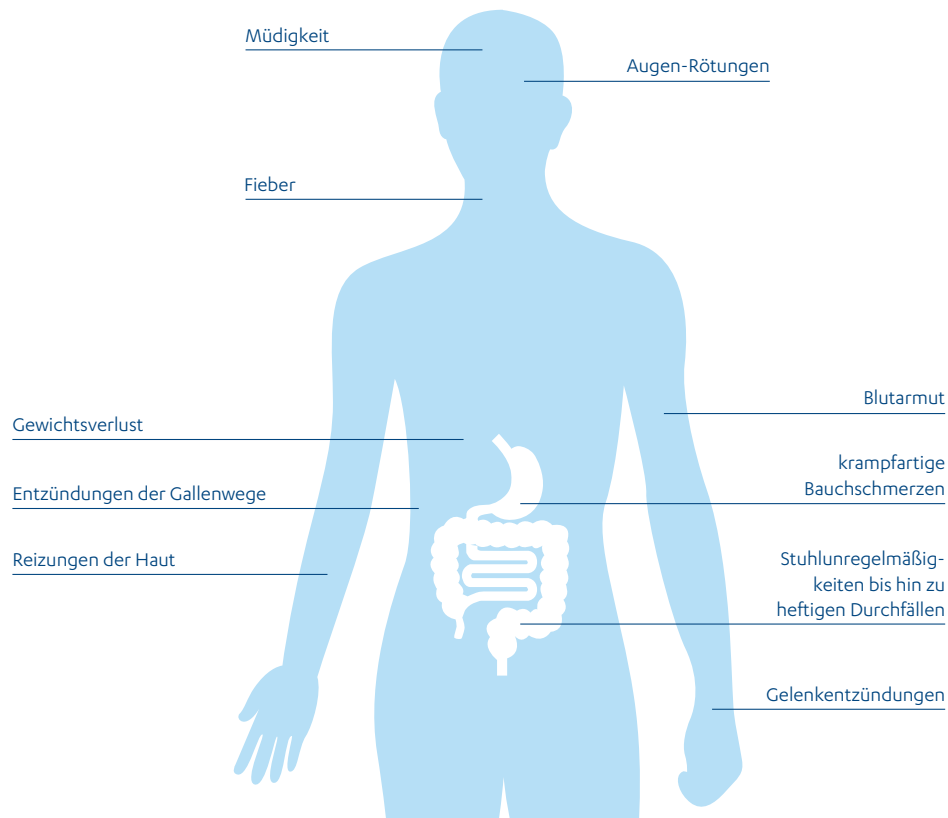 Müdigkeit
Augen-Rötungen
Fieber
Blutarmut
Gewichtsverlust
krampfartige
Bauchschmerzen
Entzündungen der Gallenwege
Reizungen der Haut
Stuhlunregelmäßig-
keiten bis hin zu
heftigen Durchfällen
Gelenkentzündungen